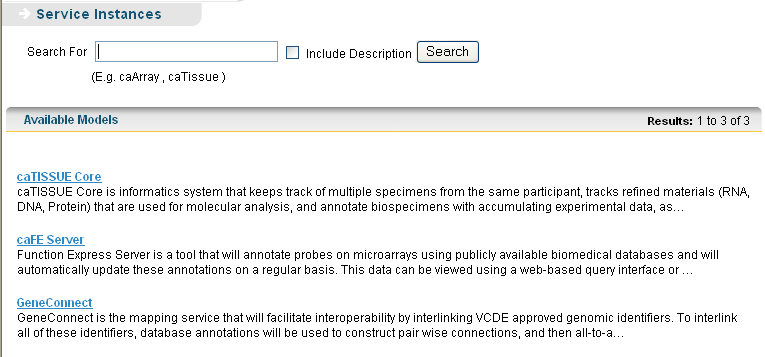 Service Instances
Search For Include Description Search
(E.g. caArray , caTissue )
Available Models Results: 1 to 3 of 3
caTISSUE Core
caTISSUE Core is informatics system that keeps track of multiple specimens from the same participant, tracks refined materials (RNA,
DNA, Protein) that are used for molecular analysis, and annotate biospecimens with accumulating experimental data, as...
caFE Server
Function Express Server is a tool that will annotate probes on microarrays using publicly available biomedical databases and will
automatically update these annotations on a regular basis. This data can be viewed using a web-based query interface or ...
GeneConnect
GeneConnect is the mapping service that will facilitate interoperability by interlinking VCDE approved genomic identifiers. To interlink
all of these identifiers, database annotations will be used to construct pair wise connections, and then all-to-a...